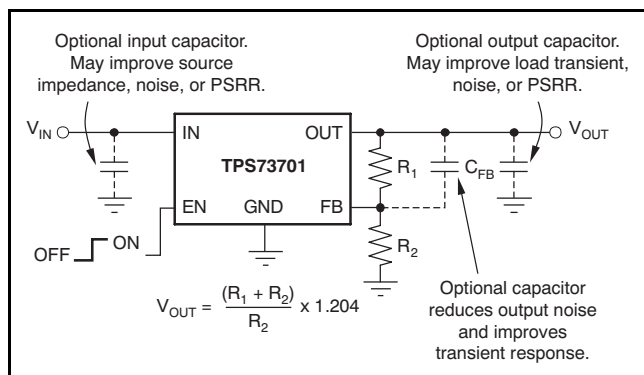 Optional input capacitor.
May improve source
impedance, noise, or PSRR.
Optional output capacitor.
May improve load transient,
noise, or PSRR.
V_IN
IN
OUT
V_OUT
TPS73701
R_1
C_FB
EN
GND
FB
OFF
ON
R_2
V_OUT = (R_1 + R_2) / R_2 x 1.204
Optional capacitor
reduces output noise
and improves
transient response.